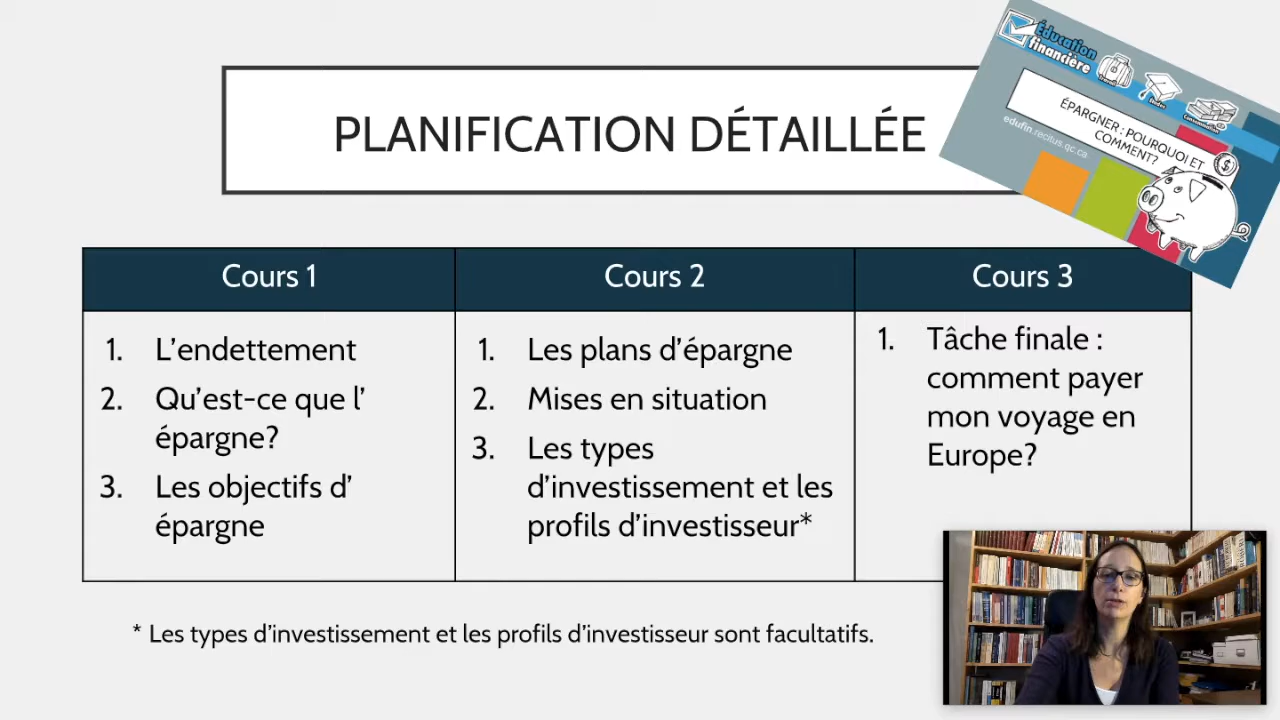 PLANIFICATION DÉTAILLÉE
Éducation
financière
Travail
Études
Consommation
ÉPARGNER : POURQUOI ET
COMMENT?
edufin.recitus.qc.ca
Cours 1
1. L’endettement
2. Qu’est-ce que l’
épargne?
3. Les objectifs d’
épargne
Cours 2
1. Les plans d’épargne
2. Mises en situation
3. Les types
d’investissement et les
profils d’investisseur*
Cours 3
1. Tâche finale :
comment payer
mon voyage en
Europe?
* Les types d’investissement et les profils d’investisseur sont facultatifs.